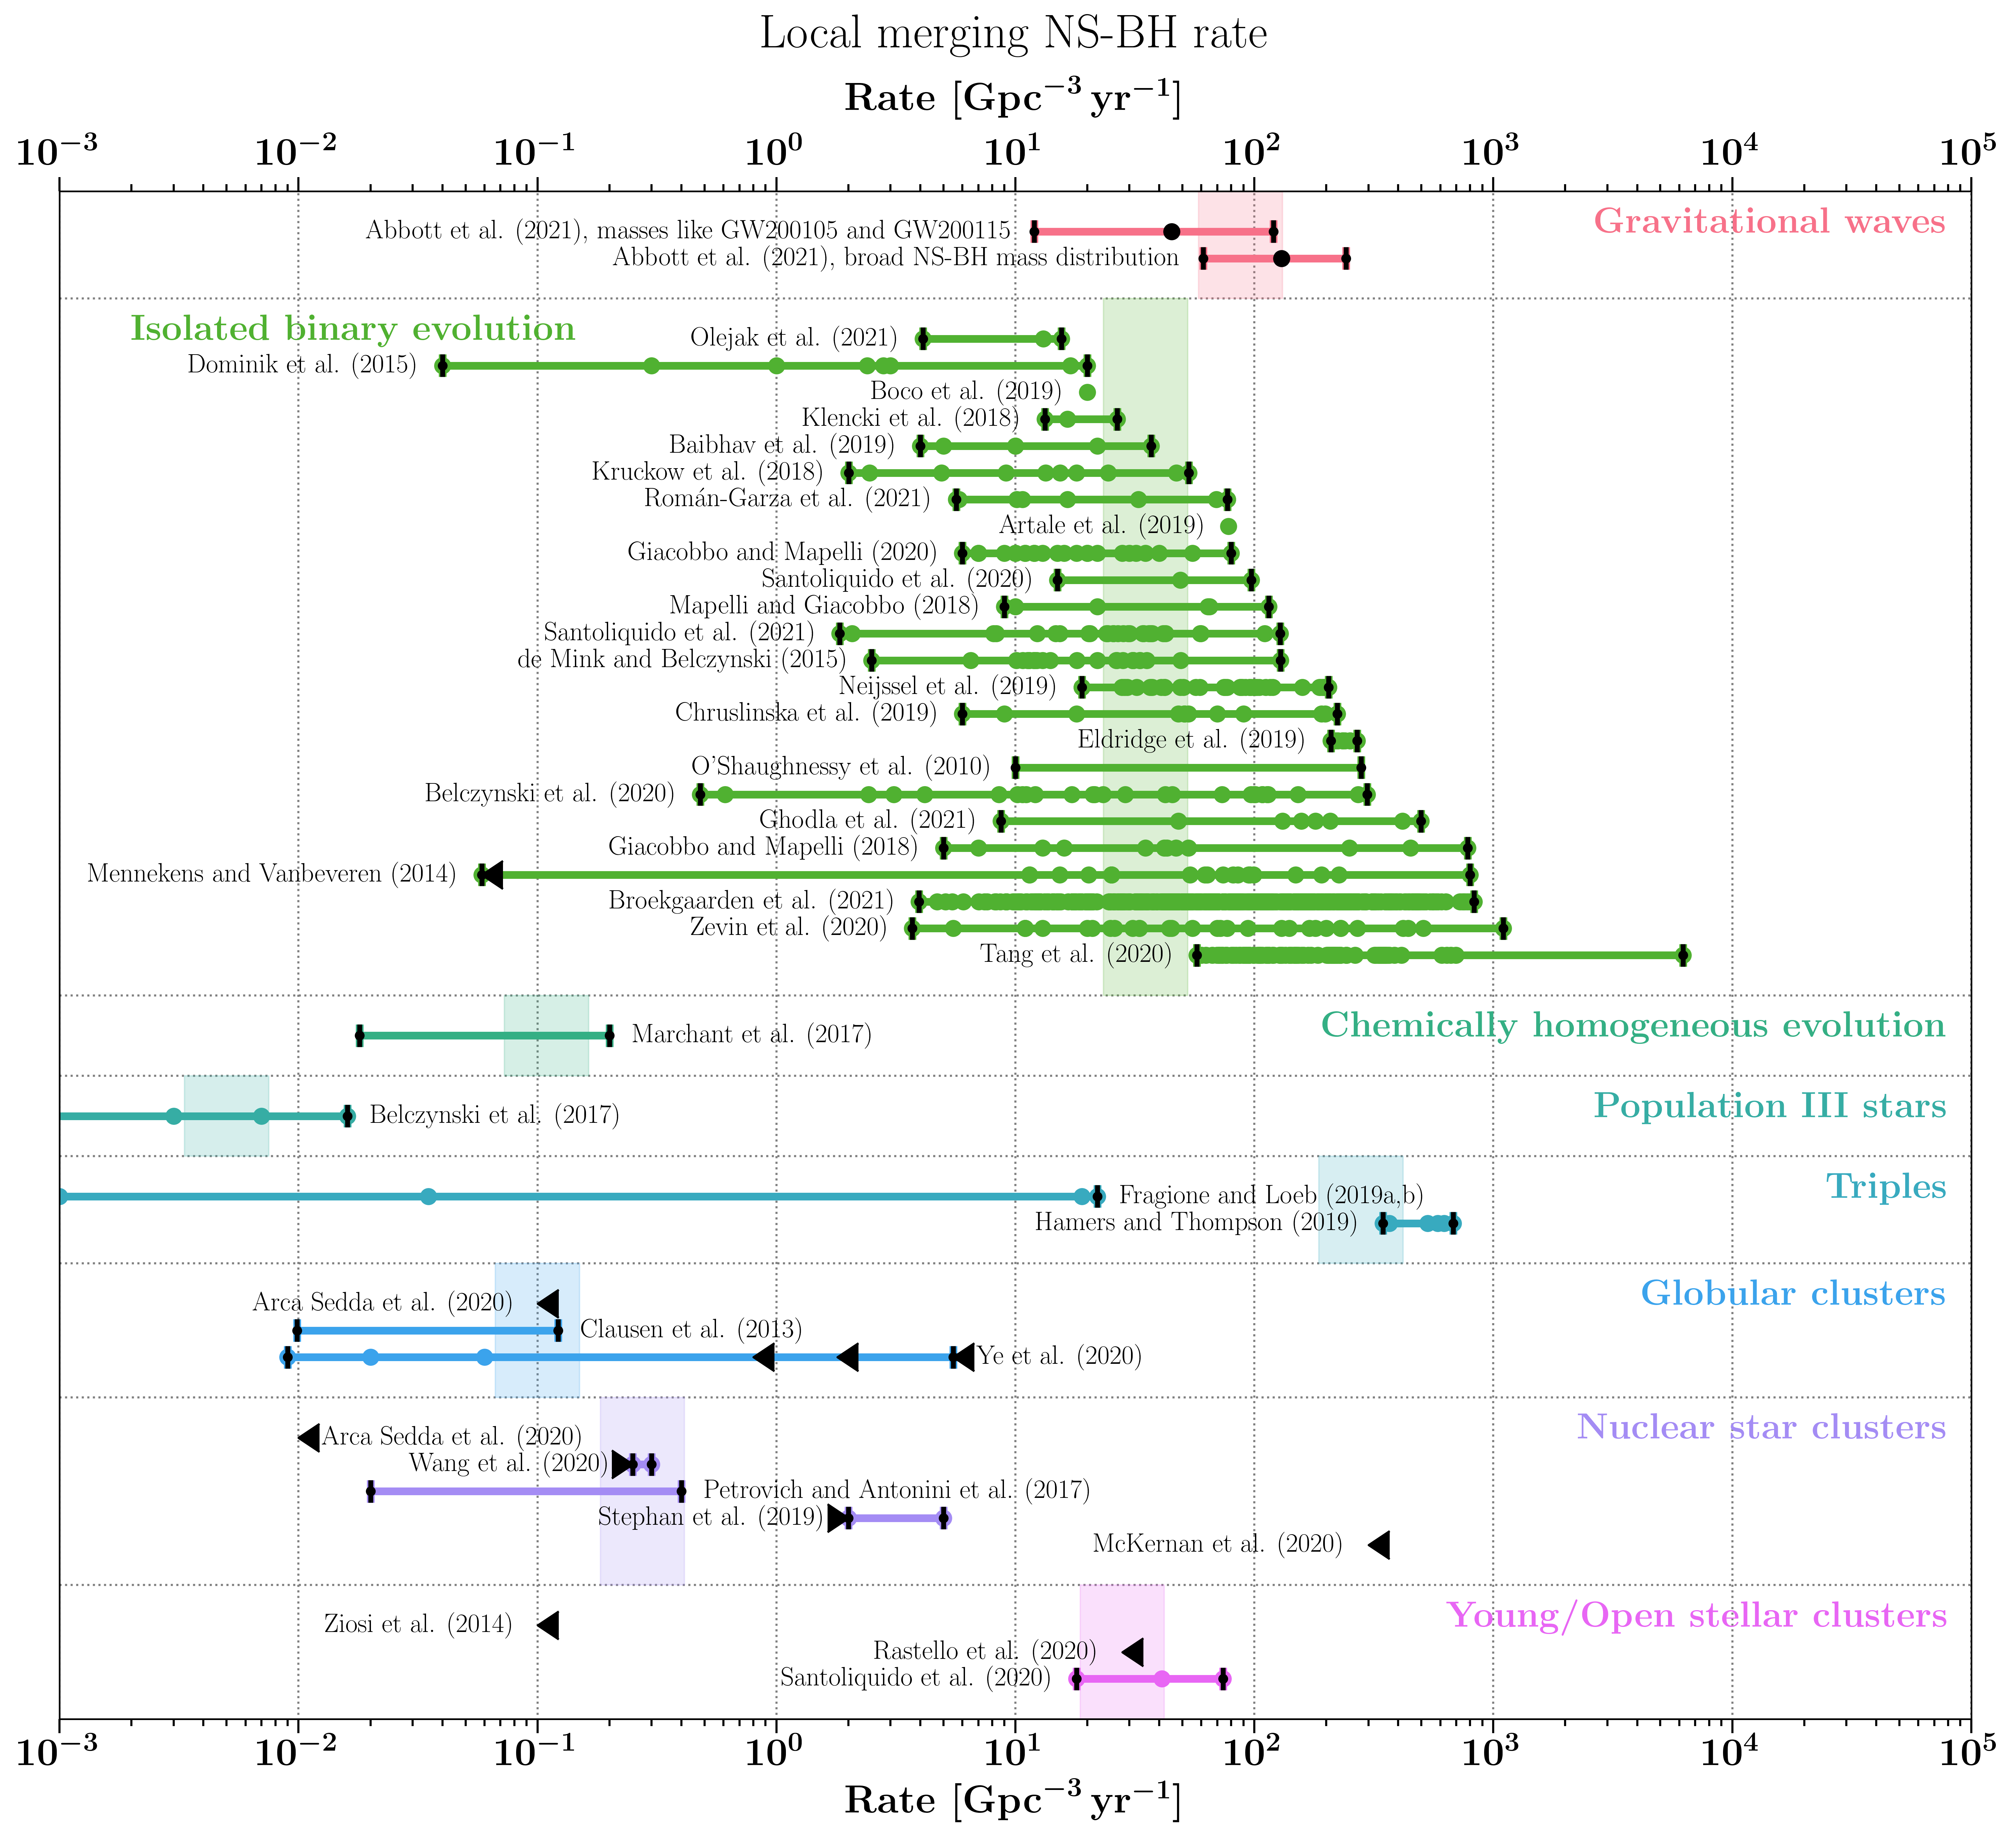 Local merging NS-BH rate
Rate [Gpc⁻³ yr⁻¹]
10⁻³ 10⁻² 10⁻¹ 10⁰ 10¹ 10² 10³ 10⁴ 10⁵
Gravitational waves
Abbott et al. (2021), masses like GW200105 and GW200115
Abbott et al. (2021), broad NS-BH mass distribution
Isolated binary evolution
Olejak et al. (2021)
Dominik et al. (2015)
Boco et al. (2019)
Klencki et al. (2018)
Baibhav et al. (2019)
Kruckow et al. (2018)
Román-Garza et al. (2021)
Artale et al. (2019)
Giacobbo and Mapelli (2020)
Santoliquido et al. (2020)
Mapelli and Giacobbo (2018)
Santoliquido et al. (2021)
de Mink and Belczynski (2015)
Neijssel et al. (2019)
Chruslinska et al. (2019)
Eldridge et al. (2019)
O'Shaughnessy et al. (2010)
Belczynski et al. (2020)
Ghodla et al. (2021)
Giacobbo and Mapelli (2018)
Mennekens and Vanbeveren (2014)
Broekgaarden et al. (2021)
Zevin et al. (2020)
Tang et al. (2020)
Chemically homogeneous evolution
Marchant et al. (2017)
Population III stars
Belczynski et al. (2017)
Triples
Fragione and Loeb (2019a,b)
Hamers and Thompson (2019)
Globular clusters
Arca Sedda et al. (2020)
Clausen et al. (2013)
Ye et al. (2020)
Nuclear star clusters
Arca Sedda et al. (2020)
Wang et al. (2020)
Petrovich and Antonini et al. (2017)
Stephan et al. (2019)
McKernan et al. (2020)
Young/Open stellar clusters
Ziosi et al. (2014)
Rastello et al. (2020)
Santoliquido et al. (2020)
10⁻³ 10⁻² 10⁻¹ 10⁰ 10¹ 10² 10³ 10⁴ 10⁵
Rate [Gpc⁻³ yr⁻¹]